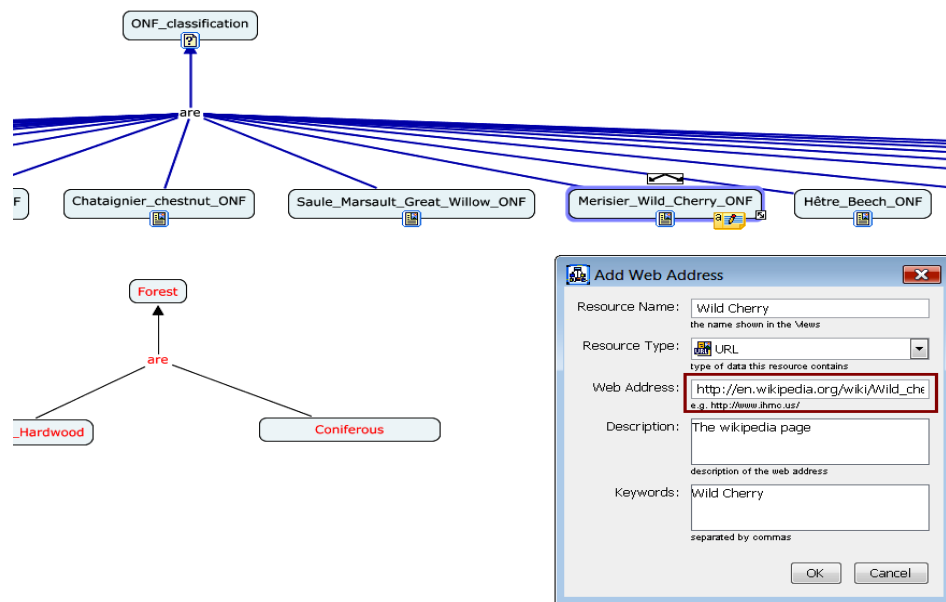 ONF_classification
are
F
Chataignier_chestnut_ONF
Saule_Marsault_Great_Willow_ONF
Merisier_Wild_Cherry_ONF
Hêtre_Beech_ONF
a
Forest
are
_Hardwood
Coniferous
Add Web Address
Resource Name: Wild Cherry
the name shown in the Views
Resource Type: URL URL
type of data this resource contains
Web Address: http://en.wikipedia.org/wiki/Wild_che
e.g. http://www.ihmc.us/
Description: The wikipedia page
description of the web address
Keywords: Wild Cherry
separated by commas
OK Cancel